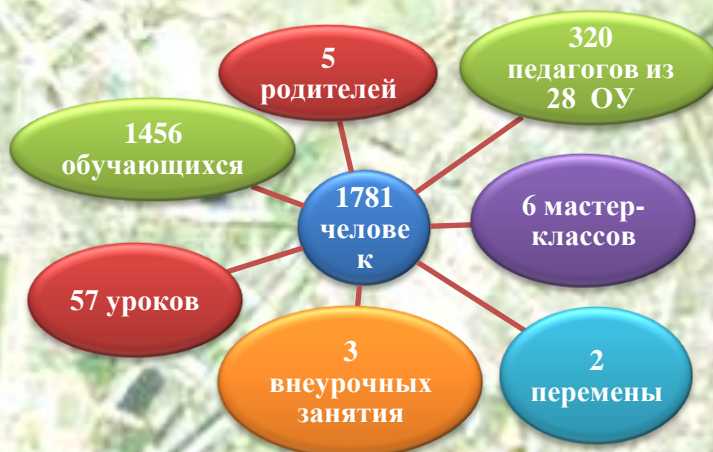 5
родителей
320
педагогов из
28 ОУ
1456
обучающихся
1781
челове
к
6 мастер-
классов
57 уроков
3
внеурочных
занятия
2
перемены